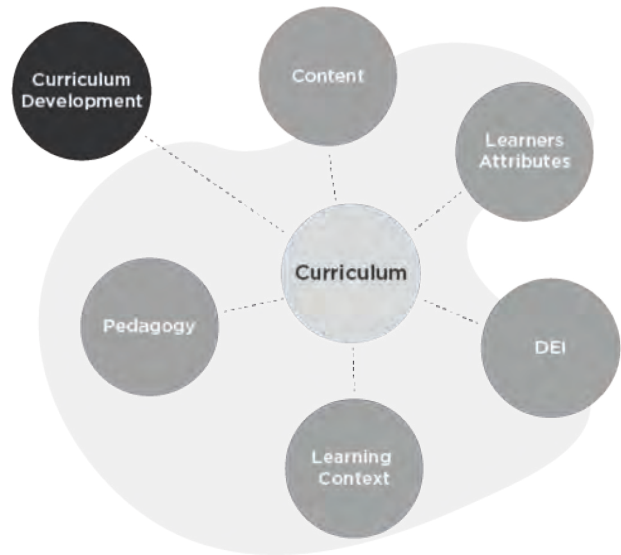 Curriculum
Development
Content
Learners
Attributes
Curriculum
Pedagogy
DEI
Learning
Context